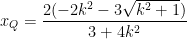 x_Q = \frac{2(-2k^2 - 3\sqrt{k^2 + 1})}{3 + 4k^2}